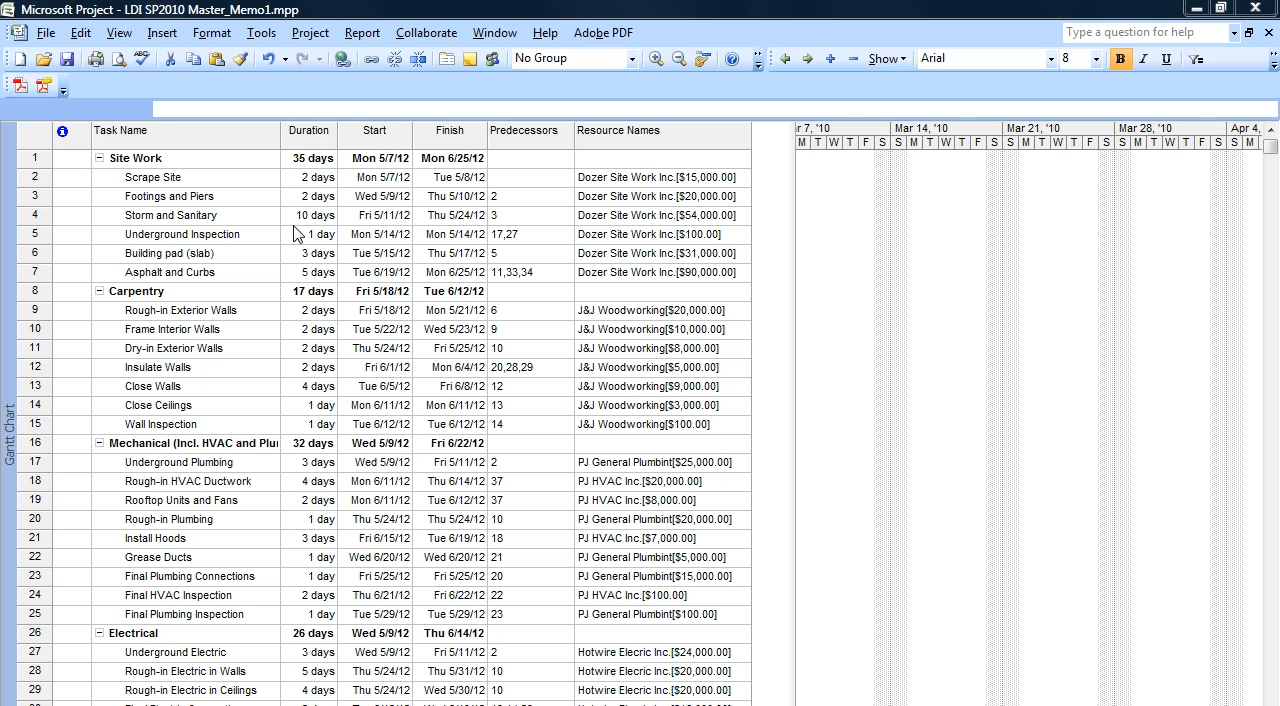 Microsoft Project - LDI SP2010 Master_Memo1.mpp
File Edit View Insert Format Tools Project Report Collaborate Window Help Adobe PDF Type a question for help
No Group Show Arial 8 B I U
Task Name Duration Start Finish Predecessors Resource Names r 7, '10 Mar 14, '10 Mar 21, '10 Mar 28, '10 Apr 4,
M T W T F S S M T W T F S S M T W T F S S M T W T F S S M
1 Site Work 35 days Mon 5/7/12 Mon 6/25/12
2 Scrape Site 2 days Mon 5/7/12 Tue 5/8/12 Dozer Site Work Inc.[$15,000.00]
3 Footings and Piers 2 days Wed 5/9/12 Thu 5/10/12 2 Dozer Site Work Inc.[$20,000.00]
4 Storm and Sanitary 10 days Fri 5/11/12 Thu 5/24/12 3 Dozer Site Work Inc.[$54,000.00]
5 Underground Inspection 1 day Mon 5/14/12 Mon 5/14/12 17,27 Dozer Site Work Inc.[$100.00]
6 Building pad (slab) 3 days Tue 5/15/12 Thu 5/17/12 5 Dozer Site Work Inc.[$31,000.00]
7 Asphalt and Curbs 5 days Tue 6/19/12 Mon 6/25/12 11,33,34 Dozer Site Work Inc.[$90,000.00]
8 Carpentry 17 days Fri 5/18/12 Tue 6/12/12
9 Rough-in Exterior Walls 2 days Fri 5/18/12 Mon 5/21/12 6 J&J Woodworking[$20,000.00]
10 Frame Interior Walls 2 days Tue 5/22/12 Wed 5/23/12 9 J&J Woodworking[$10,000.00]
11 Dry-in Exterior Walls 2 days Thu 5/24/12 Fri 5/25/12 10 J&J Woodworking[$8,000.00]
12 Insulate Walls 2 days Fri 6/1/12 Mon 6/4/12 20,28,29 J&J Woodworking[$5,000.00]
13 Close Walls 4 days Tue 6/5/12 Fri 6/8/12 12 J&J Woodworking[$9,000.00]
14 Close Ceilings 1 day Mon 6/11/12 Mon 6/11/12 13 J&J Woodworking[$3,000.00]
15 Wall Inspection 1 day Tue 6/12/12 Tue 6/12/12 14 J&J Woodworking[$100.00]
16 Mechanical (Incl. HVAC and Plu 32 days Wed 5/9/12 Fri 6/22/12
17 Underground Plumbing 3 days Wed 5/9/12 Fri 5/11/12 2 PJ General Plumbint[$25,000.00]
18 Rough-in HVAC Ductwork 4 days Mon 6/11/12 Thu 6/14/12 37 PJ HVAC Inc.[$20,000.00]
19 Rooftop Units and Fans 2 days Mon 6/11/12 Tue 6/12/12 37 PJ HVAC Inc.[$8,000.00]
20 Rough-in Plumbing 1 day Thu 5/24/12 Thu 5/24/12 10 PJ General Plumbint[$20,000.00]
21 Install Hoods 3 days Fri 6/15/12 Tue 6/19/12 18 PJ HVAC Inc.[$7,000.00]
22 Grease Ducts 1 day Wed 6/20/12 Wed 6/20/12 21 PJ General Plumbint[$5,000.00]
23 Final Plumbing Connections 1 day Fri 5/25/12 Fri 5/25/12 20 PJ General Plumbint[$15,000.00]
24 Final HVAC Inspection 2 days Thu 6/21/12 Fri 6/22/12 22 PJ HVAC Inc.[$100.00]
25 Final Plumbing Inspection 1 day Tue 5/29/12 Tue 5/29/12 23 PJ General Plumbint[$100.00]
26 Electrical 26 days Wed 5/9/12 Thu 6/14/12
27 Underground Electric 3 days Wed 5/9/12 Fri 5/11/12 2 Hotwire Elecric Inc.[$24,000.00]
28 Rough-in Electric in Walls 5 days Thu 5/24/12 Thu 5/31/12 10 Hotwire Elecric Inc.[$20,000.00]
29 Rough-in Electric in Ceilings 4 days Thu 5/24/12 Wed 5/30/12 10 Hotwire Elecric Inc.[$20,000.00]
Gantt Chart